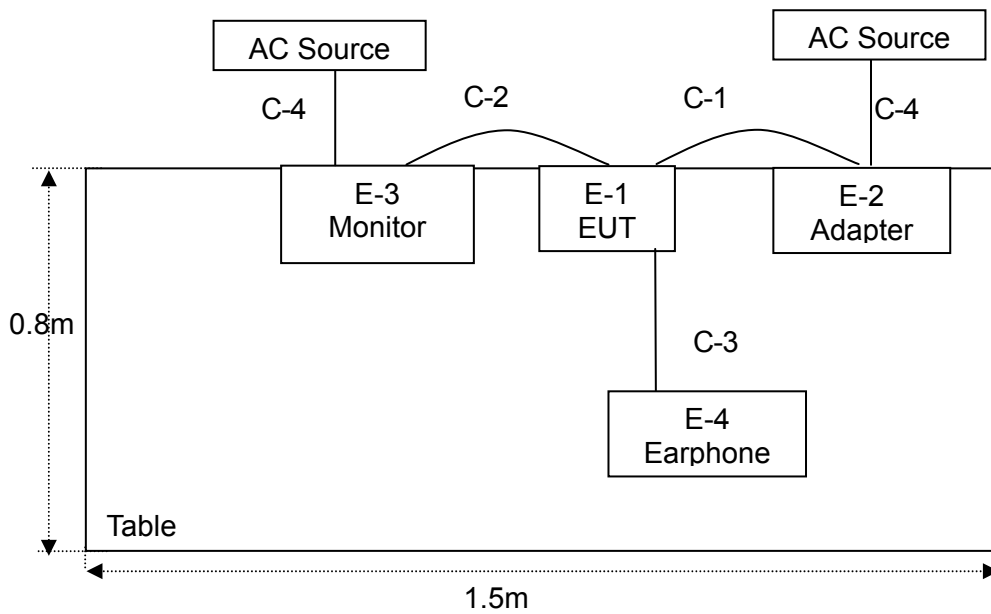 AC Source
AC Source
C-4
C-2
C-1
C-4
E-3
Monitor
E-1
EUT
E-2
Adapter
0.8m
C-3
E-4
Earphone
Table
1.5m